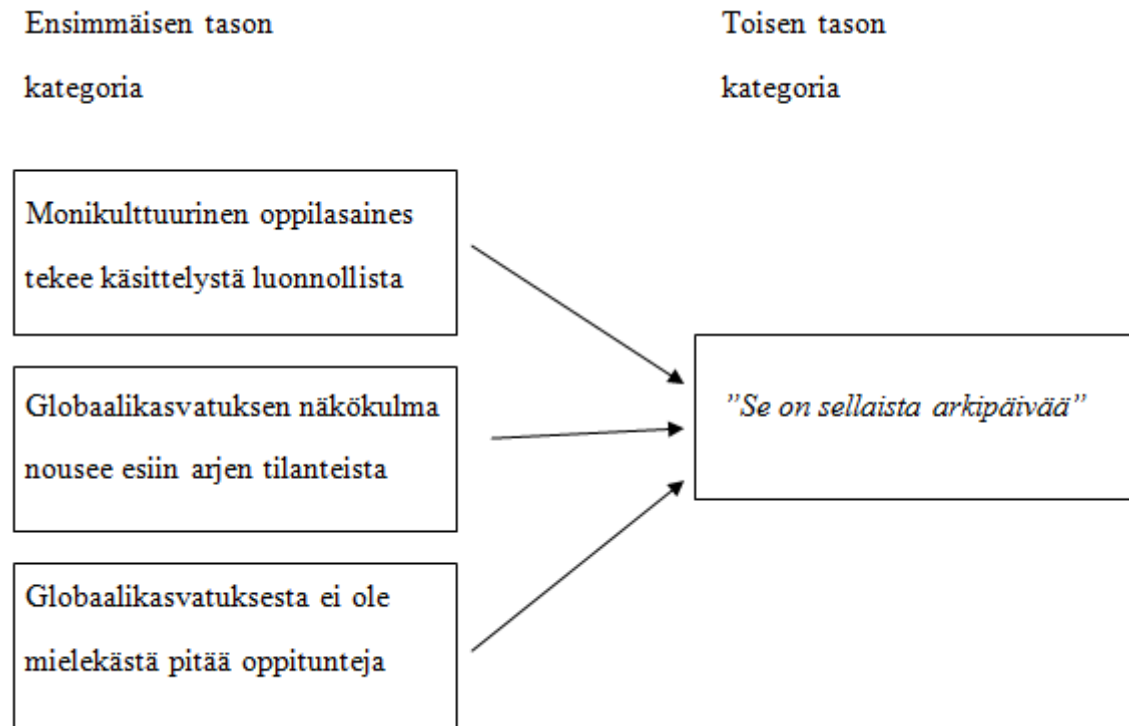 Ensimmäisen tason
kategoria
Toisen tason
kategoria
Monikulttuurinen oppilasaines
tekee käsittelystä luonnollista
Globaalikasvatuksen näkökulma
nousee esiin arjen tilanteista
Globaalikasvatuksesta ei ole
mielekästä pitää oppitunteja
”Se on sellaista arkipäivää”